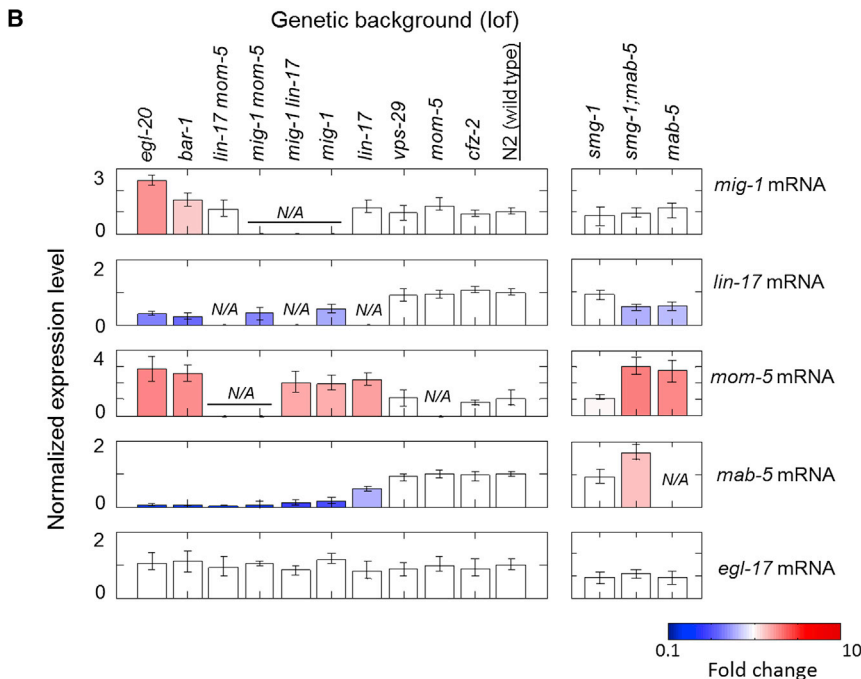 B
Genetic background (lof)
egl-20
bar-1
lin-17 mom-5
mig-1 mom-5
mig-1 lin-17
mig-1
lin-17
vps-29
mom-5
cfz-2
N2 (wild type)
smg-1
smg-1;mab-5
mab-5
Normalized expression level
3
0
N/A
mig-1 mRNA
2
0
N/A
N/A
N/A
lin-17 mRNA
4
2
0
N/A
N/A
mom-5 mRNA
2
0
N/A
mab-5 mRNA
2
0
egl-17 mRNA
0.1
10
Fold change